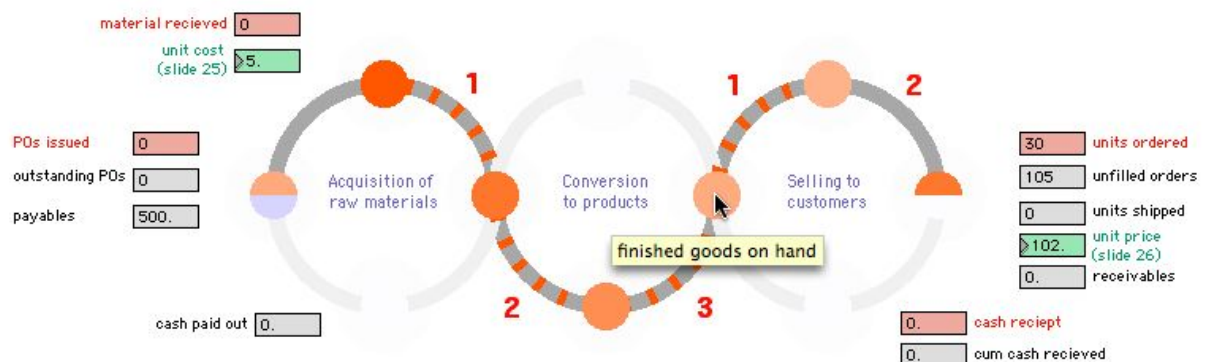 material recieved 0
unit cost
(slide 25) 5.
1
1
2
POs issued 0
outstanding POs 0
payables 500.
Acquisition of
raw materials
Conversion
to products
Selling to
customers
30 units ordered
105 unfilled orders
0 units shipped
102. unit price
(slide 26)
0. receivables
finished goods on hand
2
3
cash paid out 0.
0. cash reciept
0. cum cash recieved